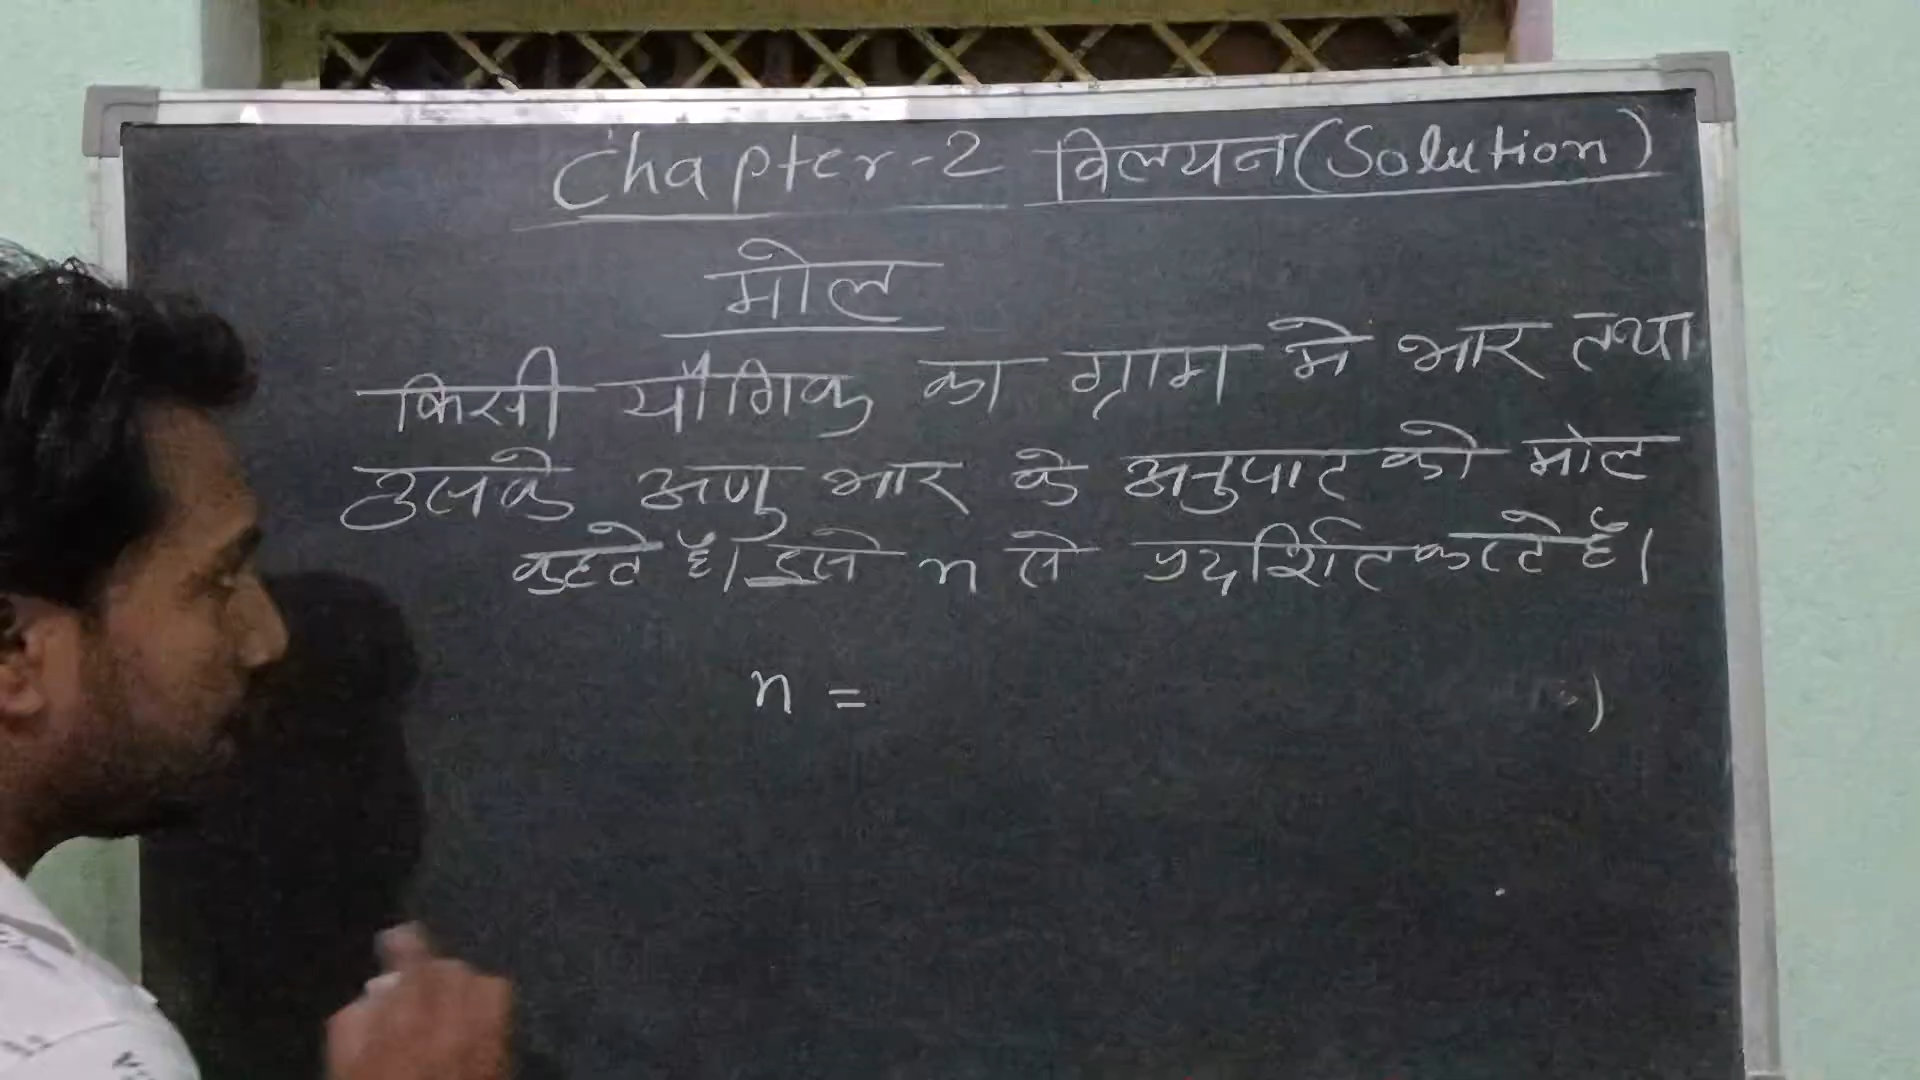 Chapter-2 विलयन (Solution)
मोल
किसी यौगिक का ग्राम मे भार तथा
उसके अणु भार के अनुपात को मोल
कहते है। इसे n से प्रदर्शित करते है।
n =